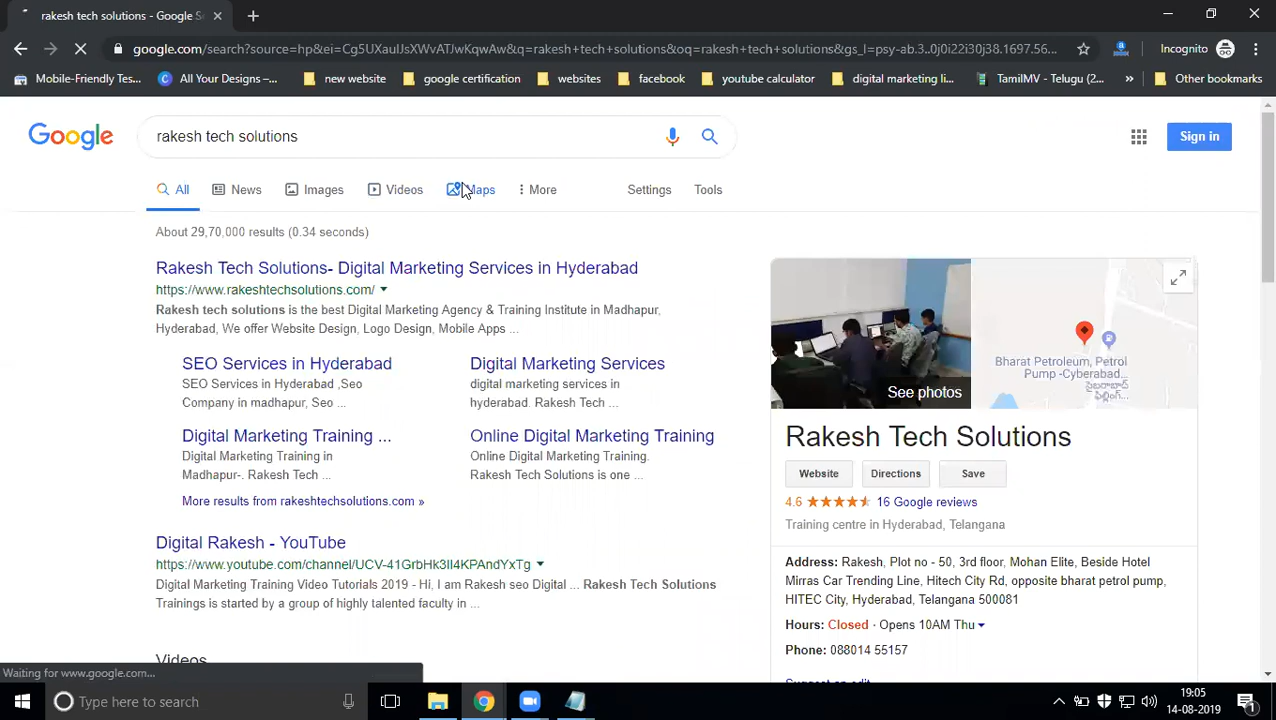 rakesh tech solutions - Google S
google.com/search?source=hp&ei=Cg5UXauIJsXWvATJwKqwAw&q=rakesh+tech+solutions&oq=rakesh+tech+solutions&gs_l=psy-ab.3..0j0i22i30j38.1697.56...
Incognito
Mobile-Friendly Tes...
All Your Designs –...
new website
google certification
websites
facebook
youtube calculator
digital marketing li...
TamilMV - Telugu (2...
»
Other bookmarks
Google
rakesh tech solutions
Sign in
All
News
Images
Videos
Maps
More
Settings
Tools
About 29,70,000 results (0.34 seconds)
Rakesh Tech Solutions- Digital Marketing Services in Hyderabad
https://www.rakeshtechsolutions.com/
Rakesh tech solutions is the best Digital Marketing Agency & Training Institute in Madhapur,
Hyderabad, We offer Website Design, Logo Design, Mobile Apps ...
SEO Services in Hyderabad
SEO Services in Hyderabad ,Seo
Company in madhapur, Seo ...
Digital Marketing Services
digital marketing services in
hyderabad. Rakesh Tech ...
Digital Marketing Training ...
Digital Marketing Training in
Madhapur-. Rakesh Tech ...
Online Digital Marketing Training
Online Digital Marketing Training.
Rakesh Tech Solutions is one ...
More results from rakeshtechsolutions.com »
Digital Rakesh - YouTube
https://www.youtube.com/channel/UCV-41GrbHk3II4KPAndYxTg
Digital Marketing Training Video Tutorials 2019 - Hi, I am Rakesh seo Digital ... Rakesh Tech Solutions
Trainings is started by a group of highly talented faculty in ...
Videos
See photos
Bharat Petroleum, Petrol
Pump -Cyberabad...
సైబరాబాద్
Rakesh Tech Solutions
Website
Directions
Save
4.6
16 Google reviews
Training centre in Hyderabad, Telangana
Address: Rakesh, Plot no - 50, 3rd floor, Mohan Elite, Beside Hotel
Mirras Car Trending Line, Hitech City Rd, opposite bharat petrol pump,
HITEC City, Hyderabad, Telangana 500081
Hours: Closed · Opens 10AM Thu
Phone: 088014 55157
Suggest an edit
Waiting for www.google.com...
Type here to search
19:05
14-08-2019
1